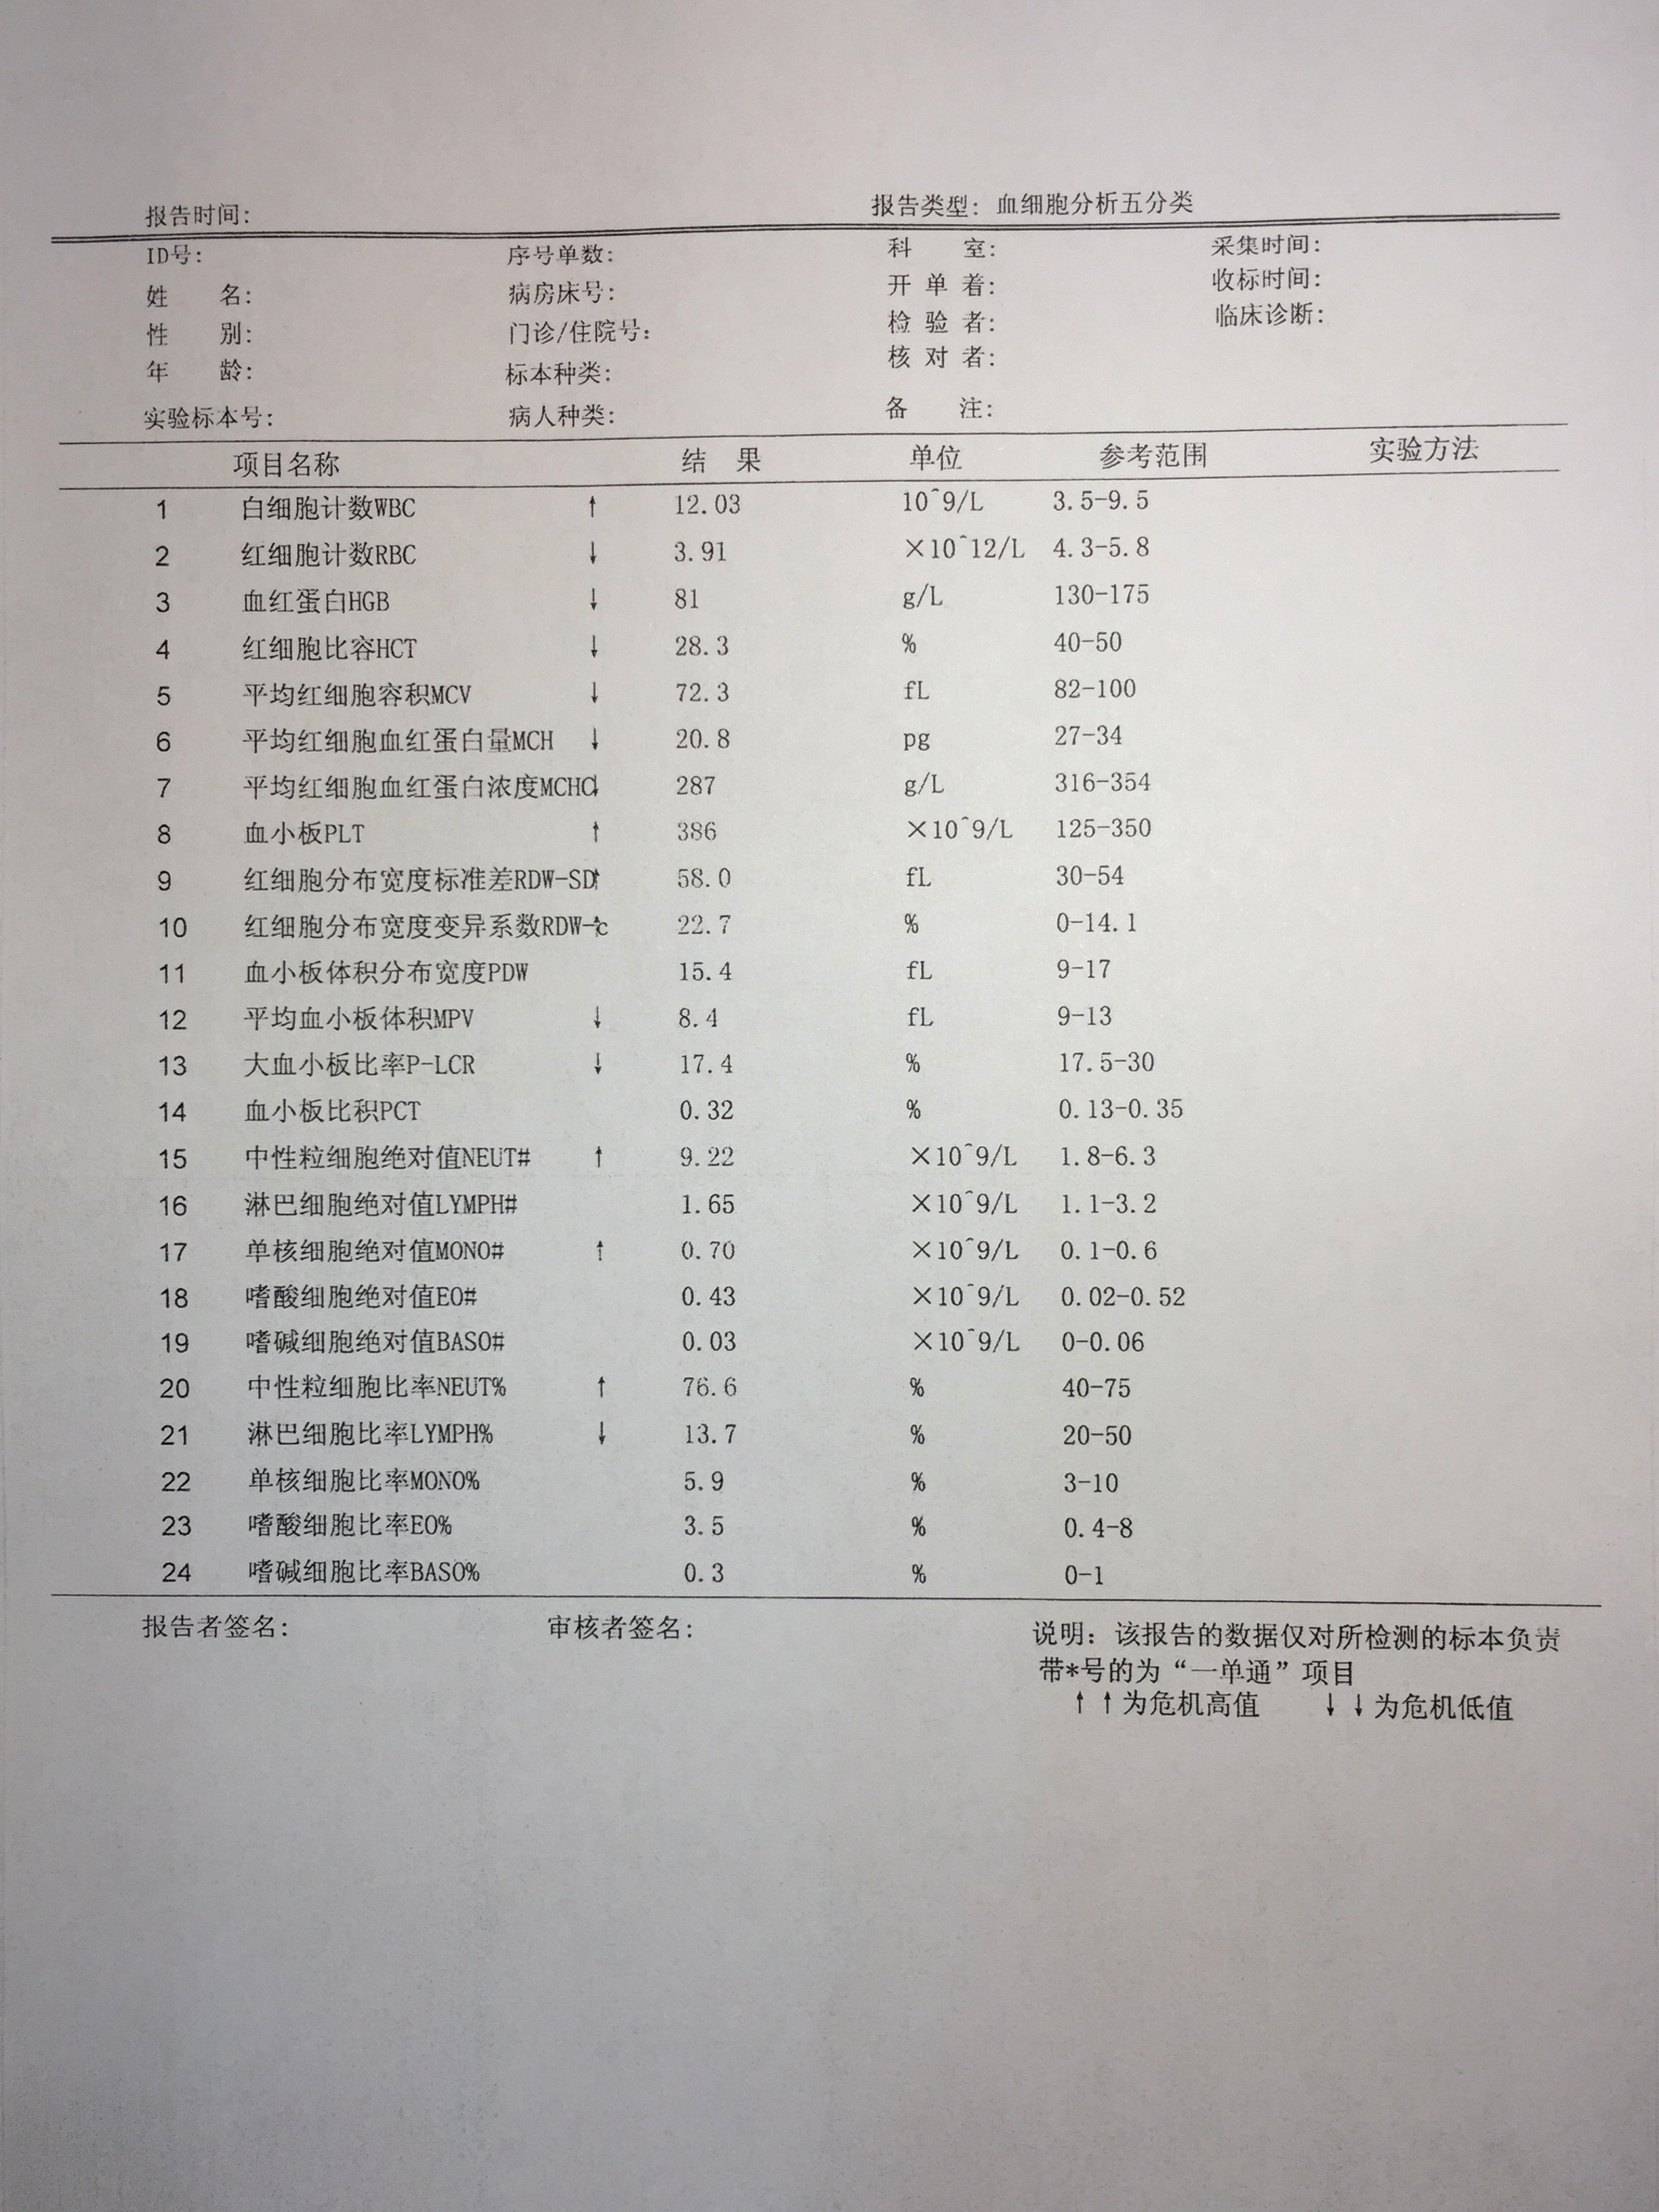 报告时间: 报告类型: 血细胞分析五分类
ID号: 序号单数: 科 室: 采集时间:
姓 名: 病房床号: 开 单 着: 收标时间:
性 别: 门诊/住院号: 检 验 者: 临床诊断:
年 龄: 标本种类: 核 对 者:
实验标本号: 病人种类: 备 注:
项目名称 结 果 单位 参考范围 实验方法
1 白细胞计数WBC ↑ 12.03 10^9/L 3.5-9.5
2 红细胞计数RBC ↓ 3.91 ×10^12/L 4.3-5.8
3 血红蛋白HGB ↓ 81 g/L 130-175
4 红细胞比容HCT ↓ 28.3 % 40-50
5 平均红细胞容积MCV ↓ 72.3 fL 82-100
6 平均红细胞血红蛋白量MCH ↓ 20.8 pg 27-34
7 平均红细胞血红蛋白浓度MCHC↓ 287 g/L 316-354
8 血小板PLT ↑ 386 ×10^9/L 125-350
9 红细胞分布宽度标准差RDW-SD↑ 58.0 fL 30-54
10 红细胞分布宽度变异系数RDW-c↑ 22.7 % 0-14.1
11 血小板体积分布宽度PDW 15.4 fL 9-17
12 平均血小板体积MPV ↓ 8.4 fL 9-13
13 大血小板比率P-LCR ↓ 17.4 % 17.5-30
14 血小板比积PCT 0.32 % 0.13-0.35
15 中性粒细胞绝对值NEUT# ↑ 9.22 ×10^9/L 1.8-6.3
16 淋巴细胞绝对值LYMPH# 1.65 ×10^9/L 1.1-3.2
17 单核细胞绝对值MONO# ↑ 0.70 ×10^9/L 0.1-0.6
18 嗜酸细胞绝对值EO# 0.43 ×10^9/L 0.02-0.52
19 嗜碱细胞绝对值BASO# 0.03 ×10^9/L 0-0.06
20 中性粒细胞比率NEUT% ↑ 76.6 % 40-75
21 淋巴细胞比率LYMPH% ↓ 13.7 % 20-50
22 单核细胞比率MONO% 5.9 % 3-10
23 嗜酸细胞比率EO% 3.5 % 0.4-8
24 嗜碱细胞比率BASO% 0.3 % 0-1
报告者签名: 审核者签名: 说明: 该报告的数据仅对所检测的标本负责
带*号的为“一单通”项目
↑↑为危机高值 ↓↓为危机低值